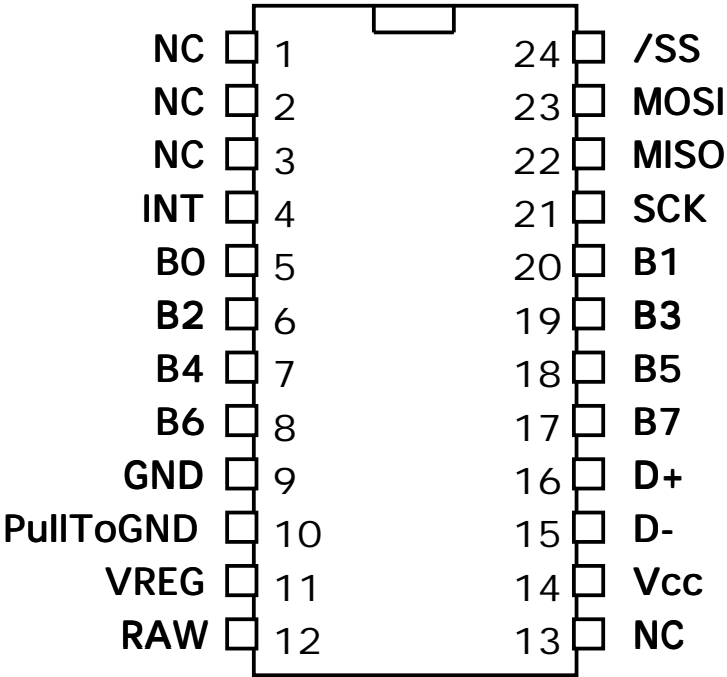 NC 1 24 /SS
NC 2 23 MOSI
NC 3 22 MISO
INT 4 21 SCK
B0 5 20 B1
B2 6 19 B3
B4 7 18 B5
B6 8 17 B7
GND 9 16 D+
PullToGND 10 15 D-
VREG 11 14 Vcc
RAW 12 13 NC